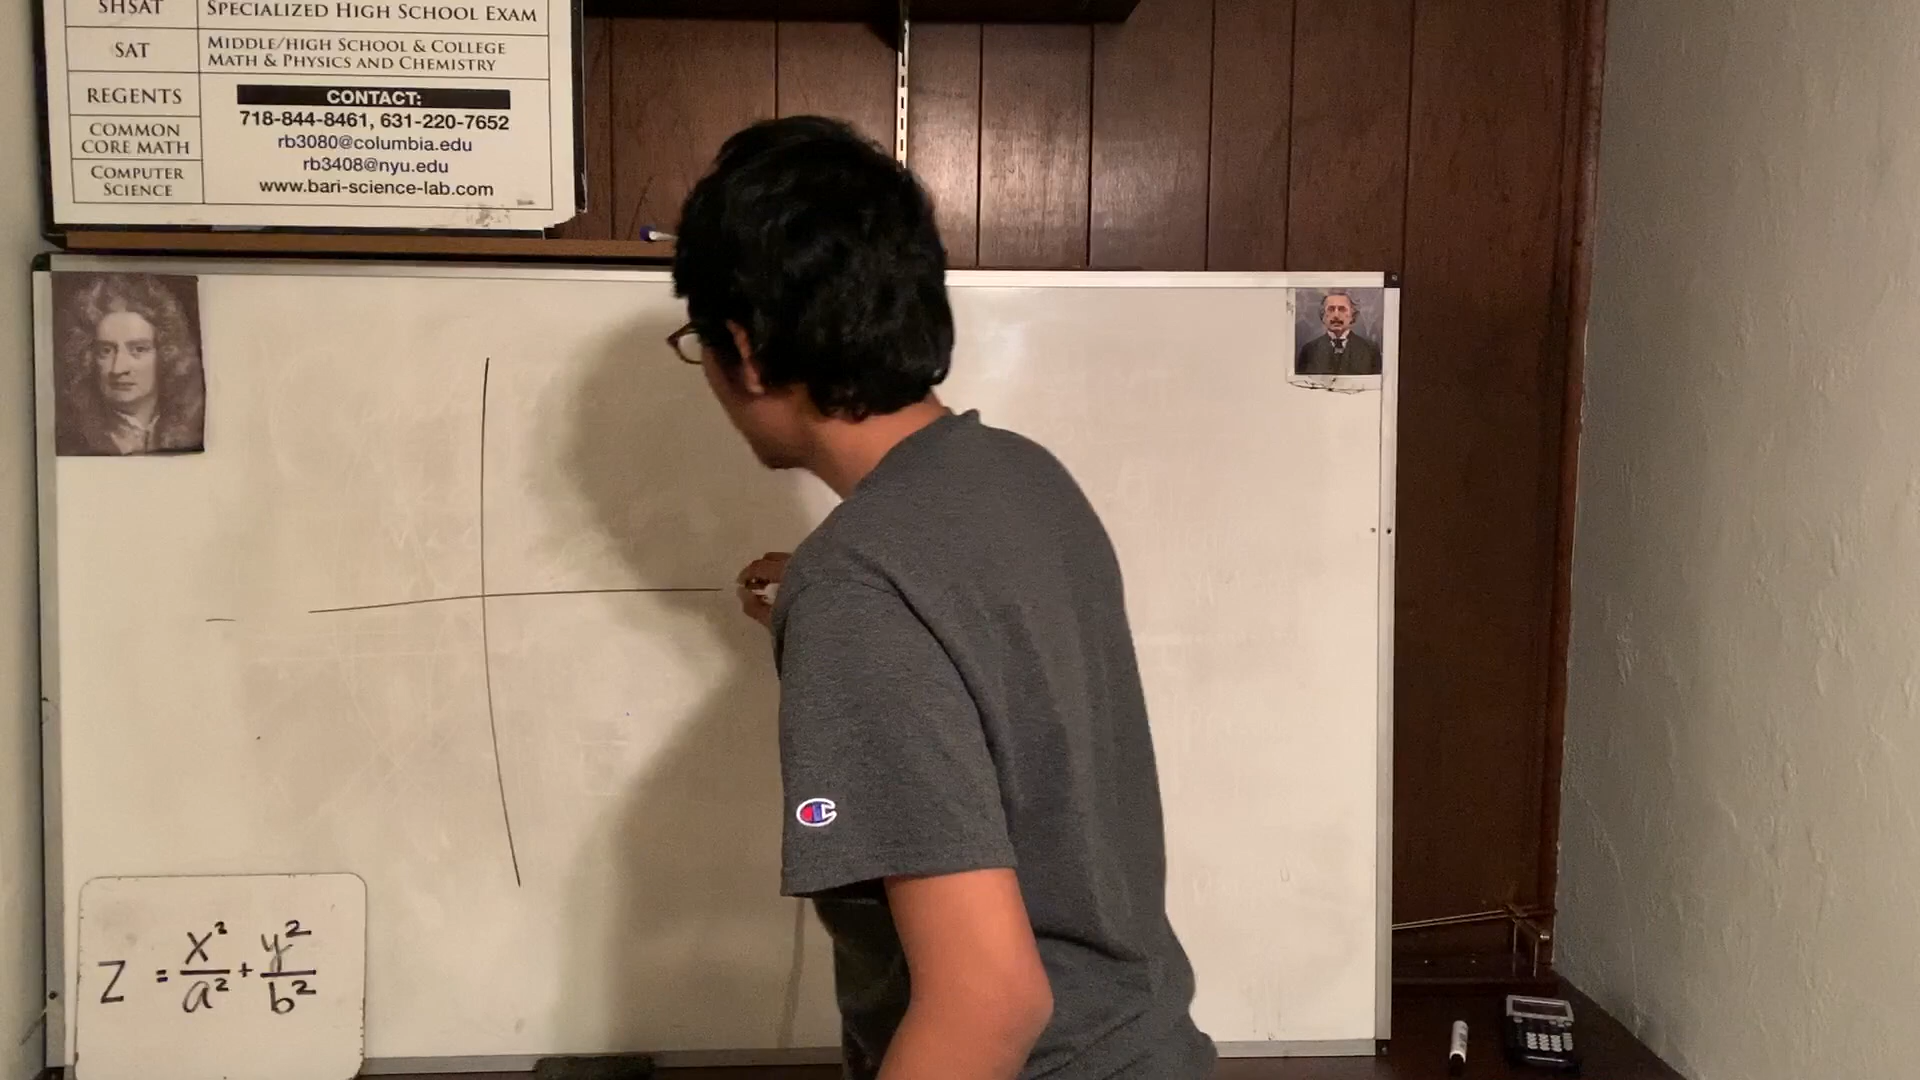 SHSAT SPECIALIZED HIGH SCHOOL EXAM
SAT MIDDLE/HIGH SCHOOL & COLLEGE
MATH & PHYSICS AND CHEMISTRY
REGENTS
COMMON
CORE MATH
COMPUTER
SCIENCE
CONTACT:
718-844-8461, 631-220-7652
rb3080@columbia.edu
rb3408@nyu.edu
www.bari-science-lab.com
Z = x²/a² + y²/b²